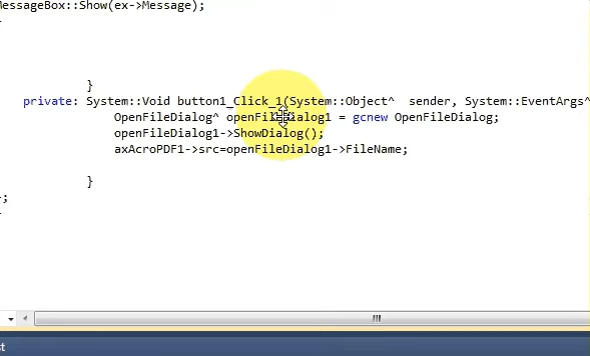 MessageBox::Show(ex->Message);
}
private: System::Void button1_Click_1(System::Object^ sender, System::EventArgs^
OpenFileDialog^ openFileDialog1 = gcnew OpenFileDialog;
openFileDialog1->ShowDialog();
axAcroPDF1->src=openFileDialog1->FileName;
}
};